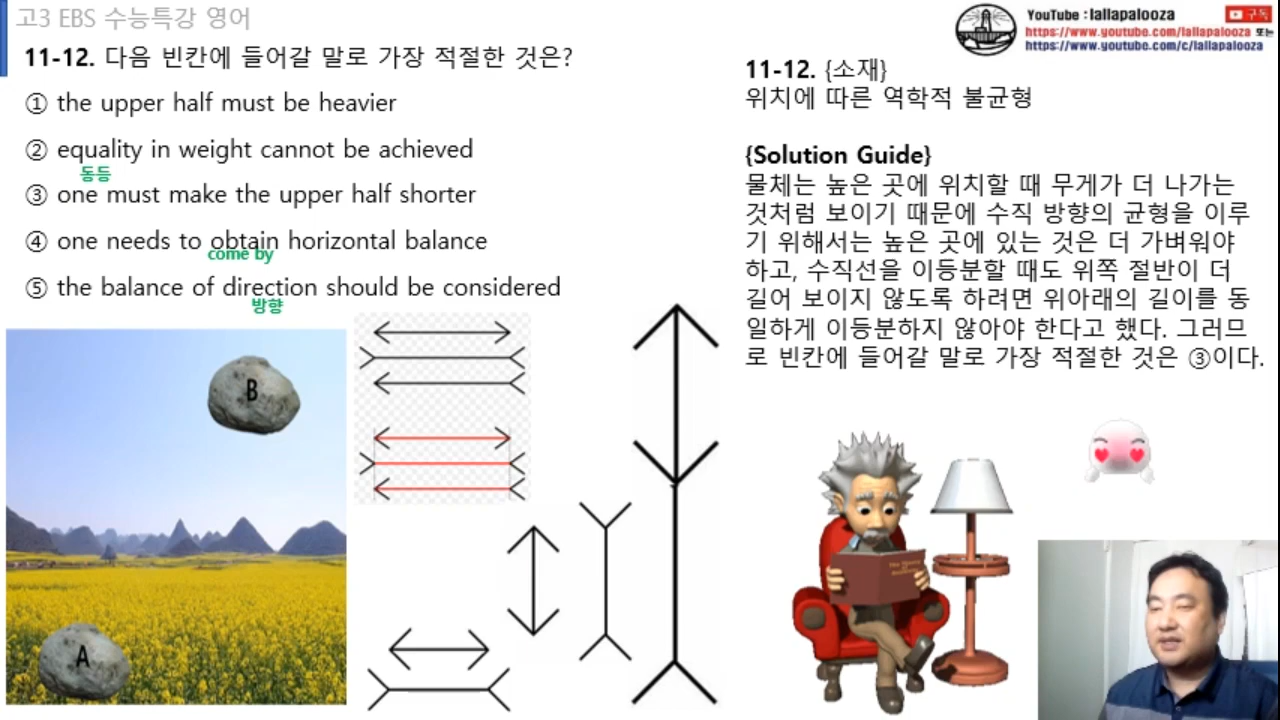 고3 EBS 수능특강 영어
11-12. 다음 빈칸에 들어갈 말로 가장 적절한 것은?
① the upper half must be heavier
② equality in weight cannot be achieved
동등
③ one must make the upper half shorter
④ one needs to obtain horizontal balance
come by
⑤ the balance of direction should be considered
방향
B
A
YouTube : lallapalooza
구독
https://www.youtube.com/lallapalooza 또는
https://www.youtube.com/c/lallapalooza
11-12. {소재}
위치에 따른 역학적 불균형
{Solution Guide}
물체는 높은 곳에 위치할 때 무게가 더 나가는
것처럼 보이기 때문에 수직 방향의 균형을 이루
기 위해서는 높은 곳에 있는 것은 더 가벼워야
하고, 수직선을 이등분할 때도 위쪽 절반이 더
길어 보이지 않도록 하려면 위아래의 길이를 동
일하게 이등분하지 않아야 한다고 했다. 그러므
로 빈칸에 들어갈 말로 가장 적절한 것은 ③이다.